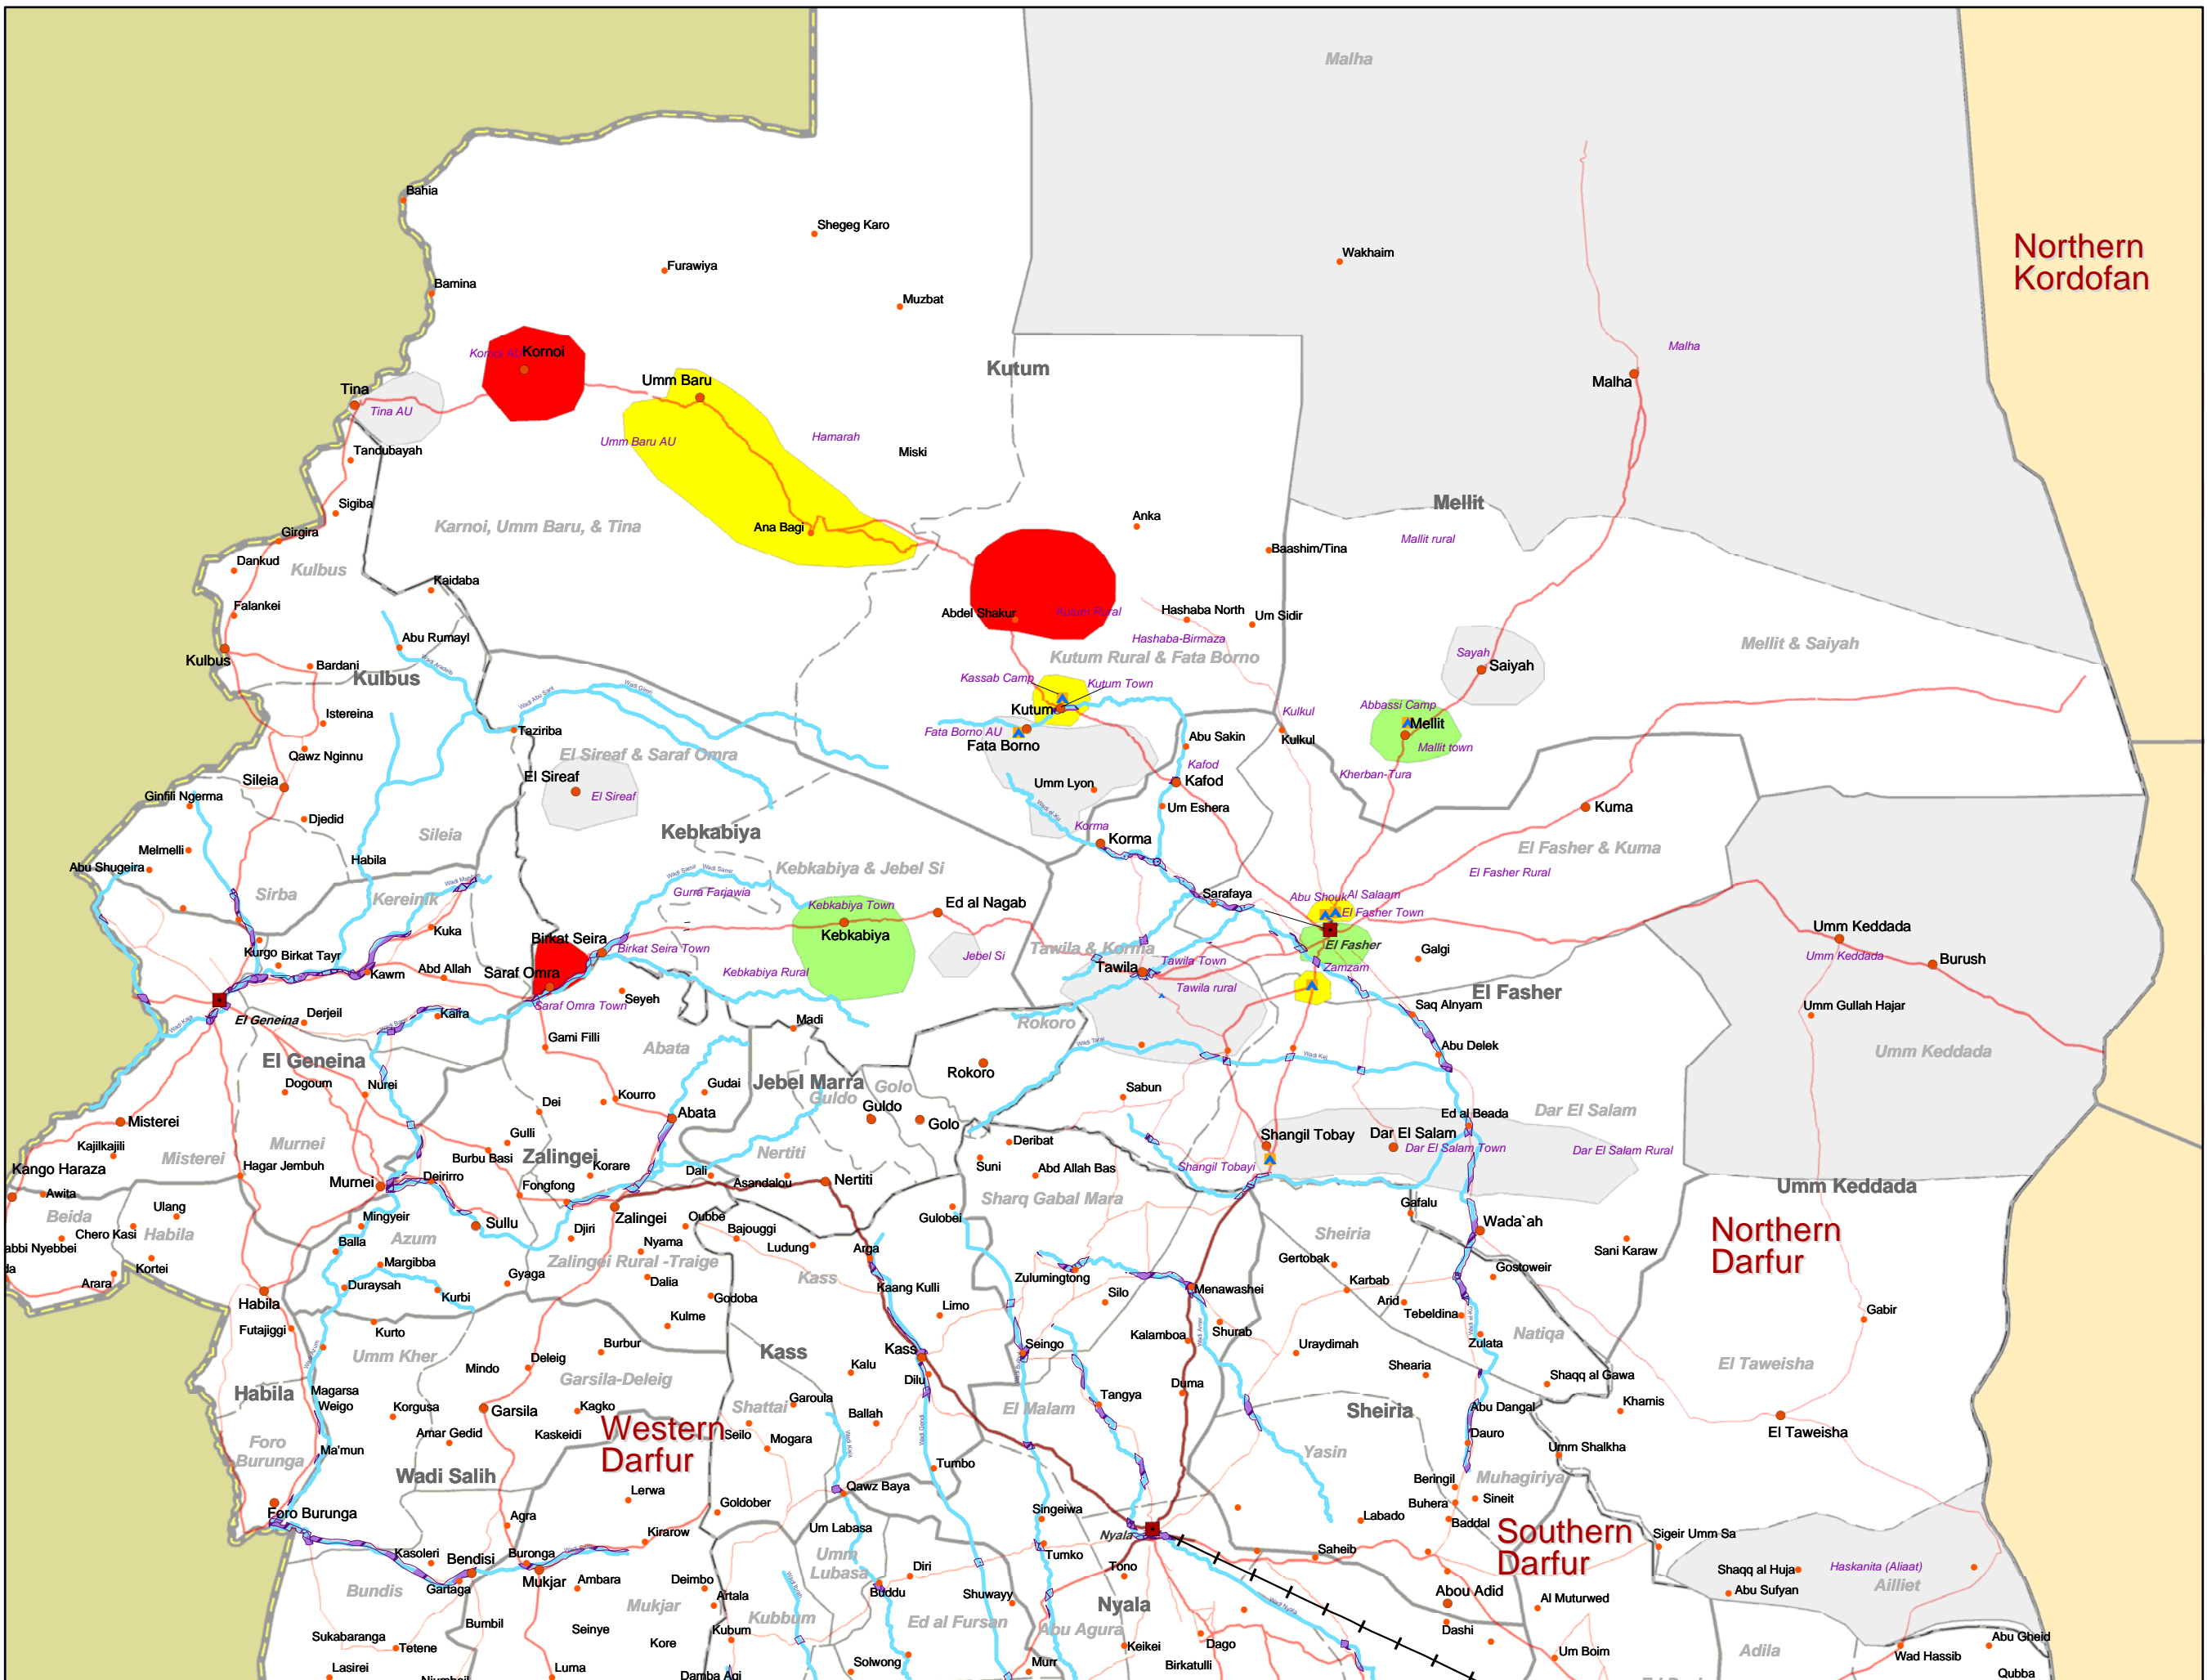 Malha
Bahia
Shegeg Karo
Wakhaim
Northern
Kordofan
Furawiya
Bamina
Muzbat
Kornoi AU
Kornoi
Malha
Kutum
Umm Baru
Malha
Tina
Tina AU
Umm Baru AU
Hamarah
Miski
Tandubayah
Sigiba
Mellit
Karnoi, Umm Baru, & Tina
Ana Bagi
Anka
Girgira
Mallit rural
Baashim/Tina
Dankud
Kulbus
Kaidaba
Falankei
Abdel Shakur
Kutum Rural
Hashaba North
Um Sidir
Abu Rumayl
Hashaba-Birmaza
Mellit & Saiyah
Kulbus
Bardani
Kutum Rural & Fata Borno
Sayah
Saiyah
Kulbus
Kassab Camp
Kutum Town
Wadi Gimri
Wadi Abu Sari
Istereina
Kutum
Kulkul
Abbassi Camp
Mellit
Taziriba
Fata Borno AU
Fata Borno
Abu Sakin
Kulkul
Mallit town
Qawz Nginnu
El Sireaf & Saraf Omra
Kafod
Kherban-Tura
Sileia
El Sireaf
El Sireaf
Umm Lyon
Kafod
Ginfili Ngerma
Um Eshera
Kuma
Djedid
Sileia
Kebkabiya
Korma
Korma
El Fasher & Kuma
Melmelli
Habila
Abu Shugeira
Kebkabiya & Jebel Si
El Fasher Rural
Sirba
Kereinik
Gurra Farjawia
Sarafaya
Abu Shouk
Al Salaam
Kebkabiya Town
Ed al Nagab
El Fasher Town
Kuka
Birkat Seira
Kebkabiya
Umm Keddada
Kurgo
Birkat Tayr
Birkat Seira Town
Tawila & Korma
El Fasher
Galgi
Jebel Si
Umm Keddada
Burush
Kawm
Abd Allah
Saraf Omra
Kebkabiya Rural
Tawila
Tawila Town
Zamzam
Seyeh
Tawila rural
El Fasher
Saraf Omra Town
Saq Alnyam
Umm Gullah Hajar
El Geneina
Derjeil
Kaira
Madi
Rokoro
Wadi Kaja
Gami Filli
Abata
Wadi Kej
Abu Delek
Umm Keddada
El Geneina
Rokoro
Dogoum
Nurei
Jebel Marra
Golo
Guldo
Gudai
Kourro
Sabun
Dei
Abata
Guldo
Golo
Ed al Beada
Dar El Salam
Misterei
Murnei
Gulli
Shangil Tobay
Dar El Salam
Kajilkajili
Misterei
Burbu Basi
Zalingei
Nertiti
Deribat
Dar El Salam Town
Dar El Salam Rural
Kango Haraza
Hagar Jembuh
Deirirro
Korare
Dali
Suni
Abd Allah Bas
Shangil Tobayi
Murnei
Fongfong
Asandalou
Nertiti
Umm Keddada
Awita
Sharq Gabal Mara
Gafalu
Beida
Ulang
Mingyeir
Sullu
Zalingei
Oubbe
Gulobei
Wada`ah
Chero Kasi
Habila
Azum
Djiri
Bajouggi
Sheiria
Northern
Darfur
abbi Nyebbei
Balla
Nyama
Ludung
Arga
Gertobak
Sani Karaw
Kortei
Margibba
Zalingei Rural -Traige
Kass
Arara
Duraysah
Gyaga
Dalia
Zulumingtong
Karbab
Gostoweir
Kurbi
Godoba
Kaang Kulli
Menawashei
Habila
Limo
Silo
Arid
Tebeldina
Gabir
Futajiggi
Kurto
Kulme
Kalamboa
Shurab
Natiqa
Umm Kher
Burbur
Kass
Kass
Seingo
Uraydimah
Zulata
El Taweisha
Mindo
Deleig
Kalu
Shearia
Habila
Magarsa
Garsila-Deleig
Dilu
Duma
Shaqq al Gawa
Weigo
Korgusa
Garsila
Kagko
Shattai
Garoula
Tangya
Sheiria
Abu Dangal
Khamis
Ballah
El Malam
Western
Darfur
Amar Gedid
Kaskeidi
Seilo
Mogara
Dauro
El Taweisha
Foro
Burunga
Ma'mun
Yasin
Umm Shalkha
Wadi Salih
Tumbo
Beringil
Muhagiriya
Lerwa
Qawz Baya
Buhera
Sineit
Foro Burunga
Agra
Goldober
Singeiwa
Labado
Baddal
Um Labasa
Nyala
Southern
Darfur
Sigeir Umm Sa
Kirarow
Kasoleri
Bendisi
Buronga
Umm
Lubasa
Tumko
Saheib
Diri
Tono
Shaqq al Huja
Haskanita (Aliaat)
Bundis
Gartaga
Mukjar
Ambara
Deimbo
Buddu
Shuwayy
Abou Adid
Abu Sufyan
Ailliet
Artala
Wadi Nyala
Mukjar
Kubbum
Nyala
Al Muturwed
Bumbil
Ed al Fursan
Abu Agura
Sukabaranga
Seinye
Kubum
Dashi
Tetene
Kore
Keikei
Dago
Um Boim
Adila
Abu Gheid
Wad Hassib
Lasirei
Luma
Solwong
Murr
Birkatulli
Damba Agi
Qubba